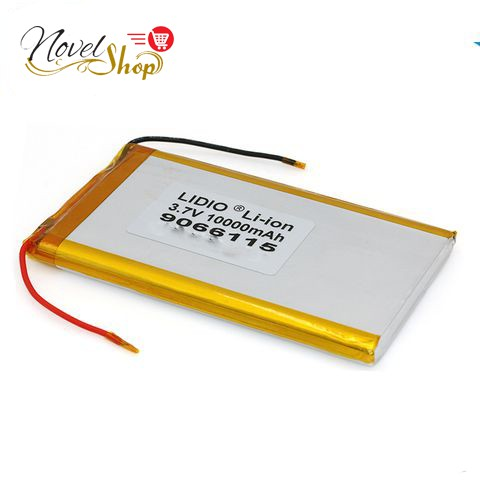 Novel
Shop
LIDIO ® Li-ion
3.7V 10000mAh
9066115